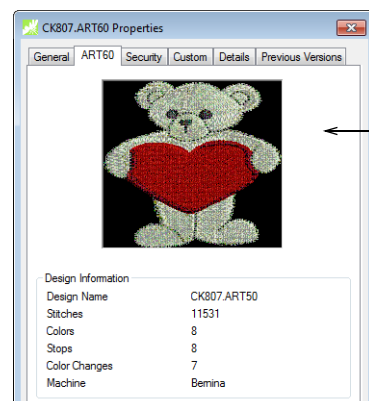 CK807.ART60 Properties
General ART60 Security Custom Details Previous Versions
Design Information
Design Name CK807.ART50
Stitches 11531
Colors 8
Stops 8
Color Changes 7
Machine Bernina